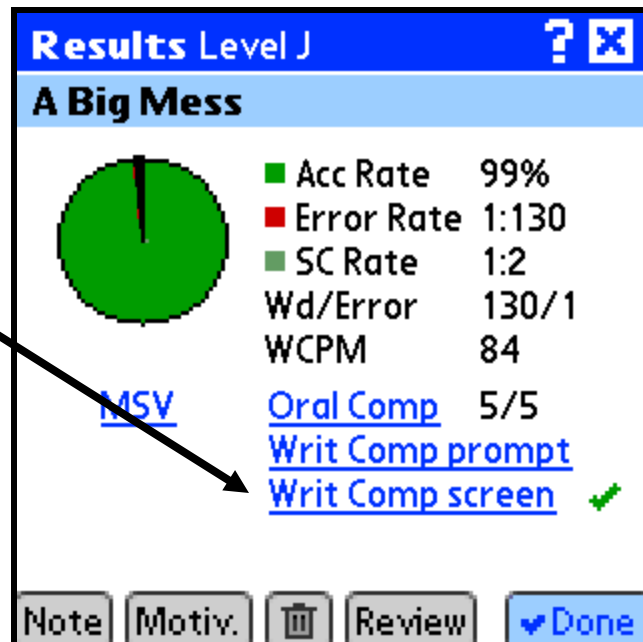 Results Level J ?
A Big Mess
Acc Rate 99%
Error Rate 1:130
SC Rate 1:2
Wd/Error 130/1
WCPM 84
MSV Oral Comp 5/5
Writ Comp prompt
Writ Comp screen
Note Motiv. Review Done